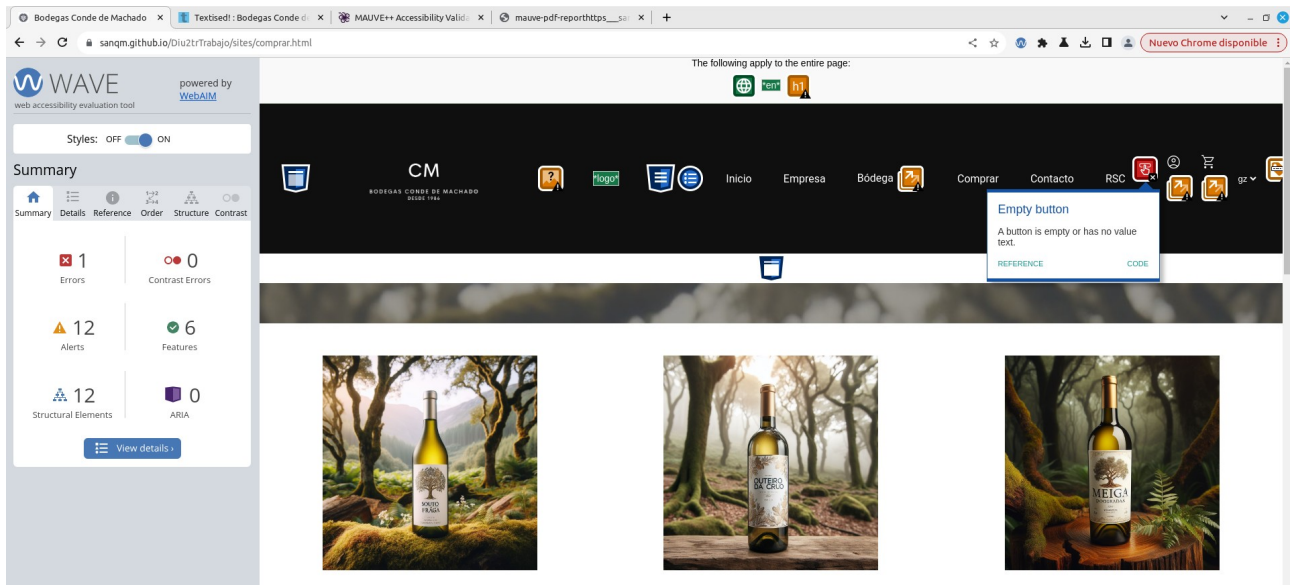 Bodegas Conde de Machado
Textised! : Bodegas Conde d
MAUVE++ Accessibility Valida
mauve-pdf-reporthttps___sa
sanqm.github.io/Diu2trTrabajo/sites/comprar.html
Nuevo Chrome disponible
WAVE
web accessibility evaluation tool
powered by
WebAIM
Styles: OFF ON
Summary
Summary Details Reference Order Structure Contrast
1 Errors
0 Contrast Errors
12 Alerts
6 Features
12 Structural Elements
0 ARIA
View details ›
The following apply to the entire page:
*en* h1
CM
BODEGAS CONDE DE MACHADO
DESDE 1986
*logo*
Inicio Empresa Bódega Comprar Contacto RSC gz
Empty button
A button is empty or has no value
text.
REFERENCE CODE
SOUTO
FRAGA
OUTEIRO
DA CRUO
MEIGA